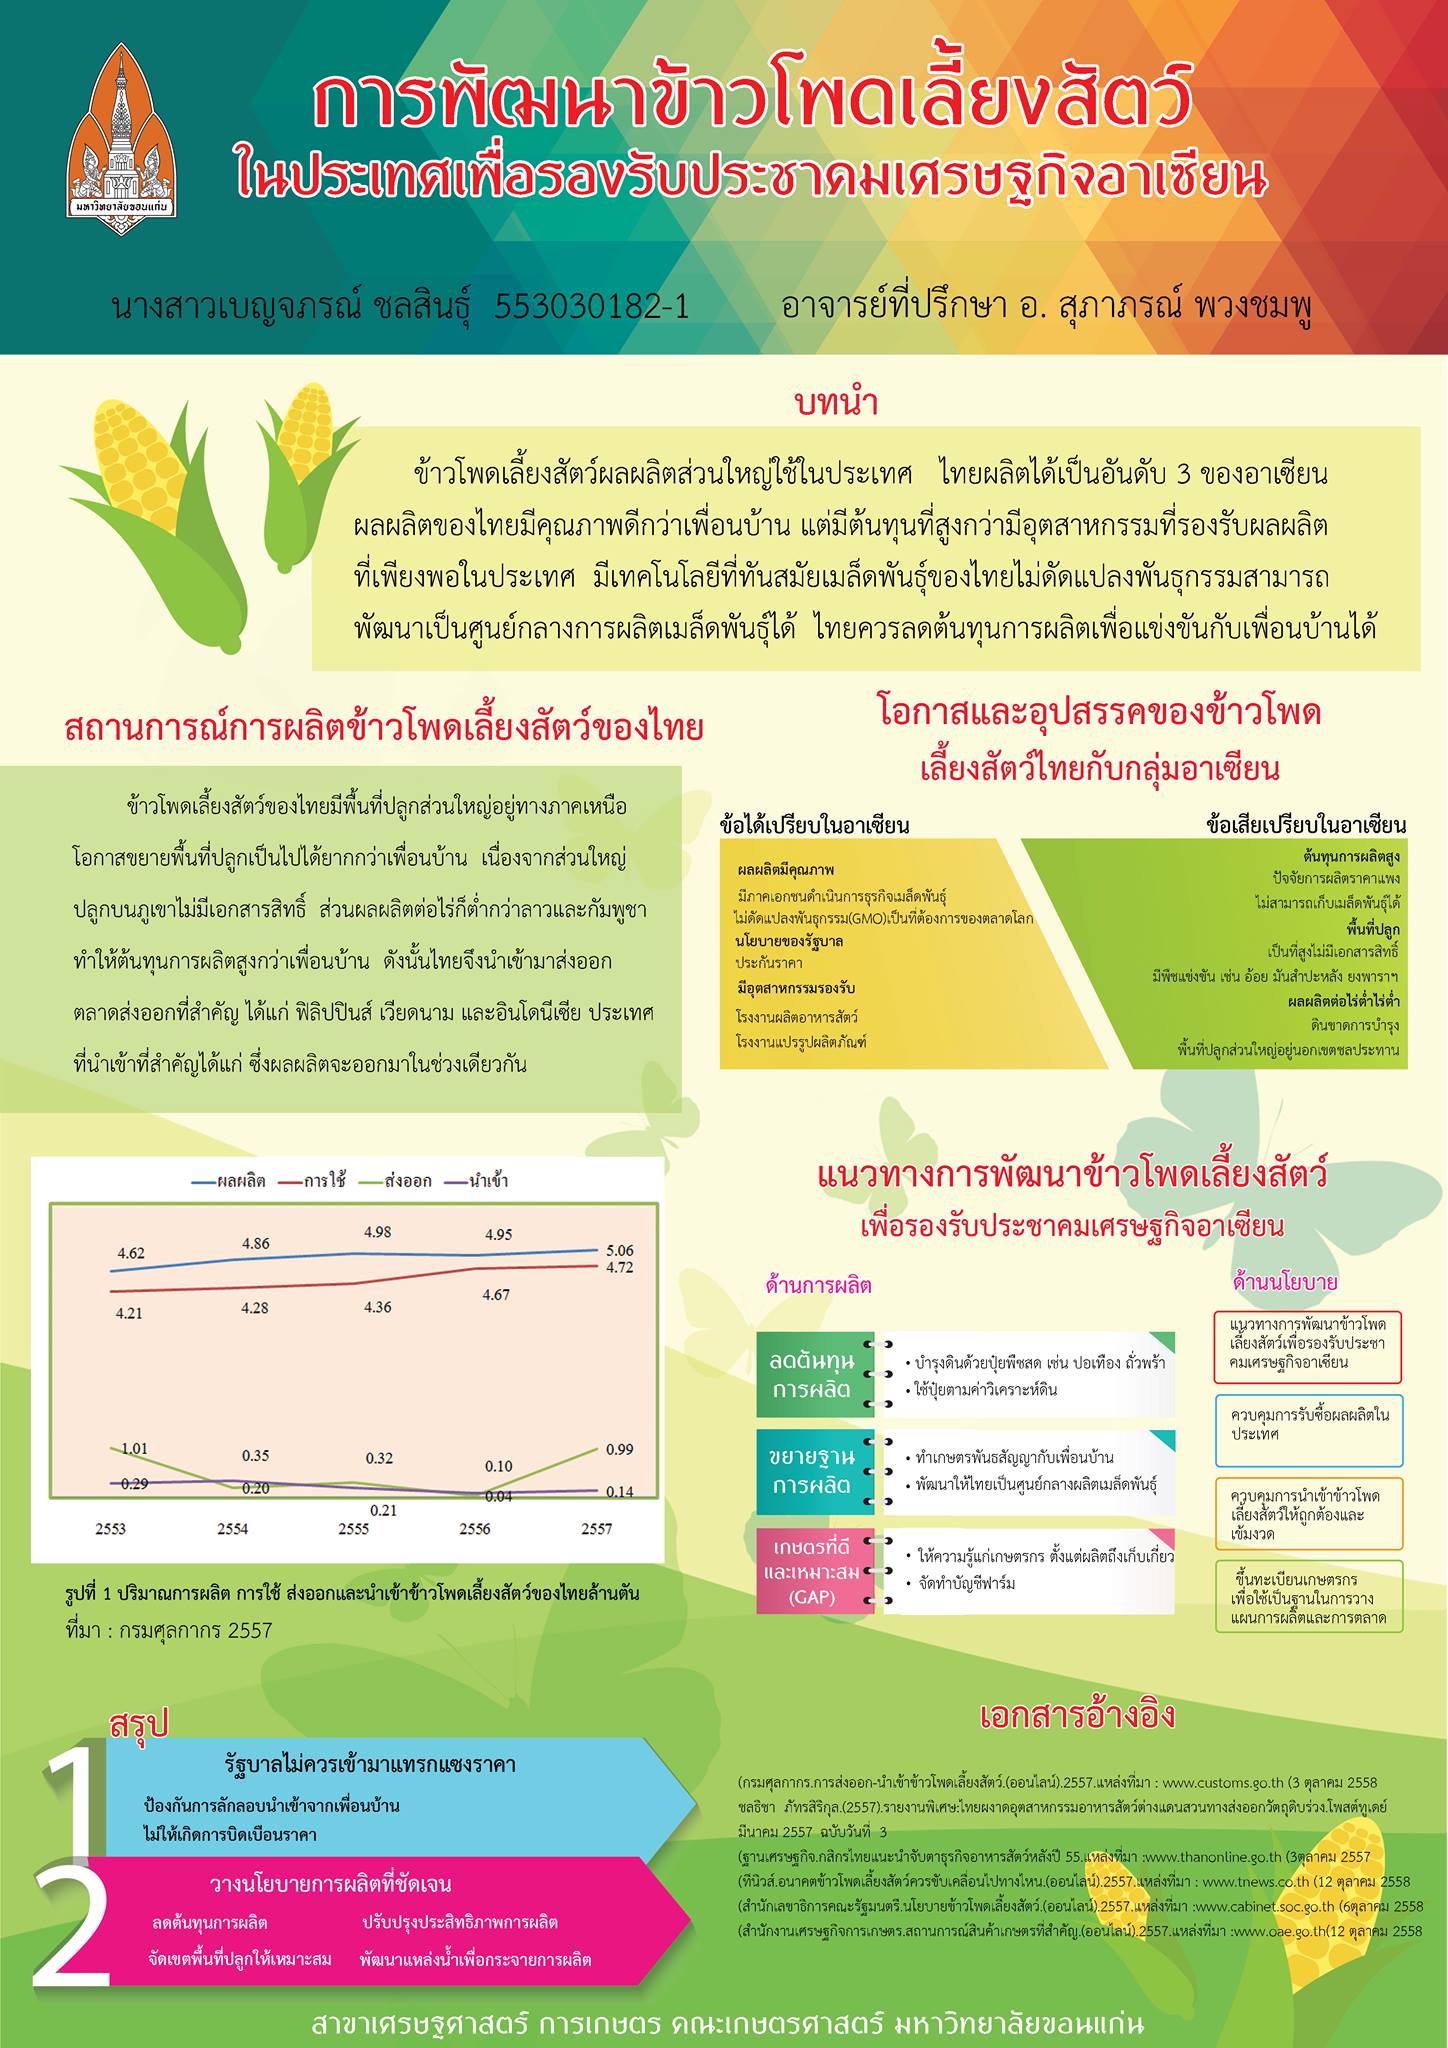 มหาวิทยาลัยขอนแก่น
การพัฒนาข้าวโพดเลี้ยงสัตว์
ในประเทศเพื่อรองรับประชาคมเศรษฐกิจอาเซียน
นางสาวเบญจภรณ์ ชลสินธุ์ 553030182-1
อาจารย์ที่ปรึกษา อ. สุภาภรณ์ พวงชมพู
บทนำ
ข้าวโพดเลี้ยงสัตว์ผลผลิตส่วนใหญ่ใช้ในประเทศ ไทยผลิตได้เป็นอันดับ 3 ของอาเซียน
ผลผลิตของไทยมีคุณภาพดีกว่าเพื่อนบ้าน แต่มีต้นทุนที่สูงกว่ามีอุตสาหกรรมที่รองรับผลผลิต
ที่เพียงพอในประเทศ มีเทคโนโลยีที่ทันสมัยเมล็ดพันธุ์ของไทยไม่ดัดแปลงพันธุกรรมสามารถ
พัฒนาเป็นศูนย์กลางการผลิตเมล็ดพันธุ์ได้ ไทยควรลดต้นทุนการผลิตเพื่อแข่งขันกับเพื่อนบ้านได้
สถานการณ์การผลิตข้าวโพดเลี้ยงสัตว์ของไทย
ข้าวโพดเลี้ยงสัตว์ของไทยมีพื้นที่ปลูกส่วนใหญ่อยู่ทางภาคเหนือ
โอกาสขยายพื้นที่ปลูกเป็นไปได้ยากกว่าเพื่อนบ้าน เนื่องจากส่วนใหญ่
ปลูกบนภูเขาไม่มีเอกสารสิทธิ์ ส่วนผลผลิตต่อไร่ก็ต่ำกว่าลาวและกัมพูชา
ทำให้ต้นทุนการผลิตสูงกว่าเพื่อนบ้าน ดังนั้นไทยจึงนำเข้ามาส่งออก
ตลาดส่งออกที่สำคัญ ได้แก่ ฟิลิปปินส์ เวียดนาม และอินโดนีเซีย ประเทศ
ที่นำเข้าที่สำคัญได้แก่ ซึ่งผลผลิตจะออกมาในช่วงเดียวกัน
โอกาสและอุปสรรคของข้าวโพด
เลี้ยงสัตว์ไทยกับกลุ่มอาเซียน
ข้อได้เปรียบในอาเซียน
ผลผลิตมีคุณภาพ
มีภาคเอกชนดำเนินการธุรกิจเมล็ดพันธุ์
ไม่ดัดแปลงพันธุกรรม(GMO)เป็นที่ต้องการของตลาดโลก
นโยบายของรัฐบาล
ประกันราคา
มีอุตสาหกรรมรองรับ
โรงงานผลิตอาหารสัตว์
โรงงานแปรรูปผลิตภัณฑ์
ข้อเสียเปรียบในอาเซียน
ต้นทุนการผลิตสูง
ปัจจัยการผลิตราคาแพง
ไม่สามารถเก็บเมล็ดพันธุ์ได้
พื้นที่ปลูก
เป็นที่สูงไม่มีเอกสารสิทธิ์
มีพืชแข่งขัน เช่น อ้อย มันสำปะหลัง ยงพาราฯ
ผลผลิตต่อไร่ต่ำไร่ต่ำ
ดินขาดการบำรุง
พื้นที่ปลูกส่วนใหญ่อยู่นอกเขตชลประทาน
ผลผลิต การใช้ ส่งออก นำเข้า
4.62 4.86 4.98 4.95 5.06
4.21 4.28 4.36 4.67 4.72
1.01 0.35 0.32 0.10 0.99
0.29 0.20 0.21 0.04 0.14
2553 2554 2555 2556 2557
รูปที่ 1 ปริมาณการผลิต การใช้ ส่งออกและนำเข้าข้าวโพดเลี้ยงสัตว์ของไทยล้านตัน
ที่มา : กรมศุลกากร 2557
แนวทางการพัฒนาข้าวโพดเลี้ยงสัตว์
เพื่อรองรับประชาคมเศรษฐกิจอาเซียน
ด้านการผลิต
ลดต้นทุน
การผลิต
• บำรุงดินด้วยปุ๋ยพืชสด เช่น ปอเทือง ถั่วพร้า
• ใช้ปุ๋ยตามค่าวิเคราะห์ดิน
ขยายฐาน
การผลิต
• ทำเกษตรพันธสัญญากับเพื่อนบ้าน
• พัฒนาให้ไทยเป็นศูนย์กลางผลิตเมล็ดพันธุ์
เกษตรที่ดี
และเหมาะสม
(GAP)
• ให้ความรู้แก่เกษตรกร ตั้งแต่ผลิตถึงเก็บเกี่ยว
• จัดทำบัญชีฟาร์ม
ด้านนโยบาย
แนวทางการพัฒนาข้าวโพด
เลี้ยงสัตว์เพื่อรองรับประชา
คมเศรษฐกิจอาเซียน
ควบคุมการรับซื้อผลผลิตใน
ประเทศ
ควบคุมการนำเข้าข้าวโพด
เลี้ยงสัตว์ให้ถูกต้องและ
เข้มงวด
ขึ้นทะเบียนเกษตรกร
เพื่อใช้เป็นฐานในการวาง
แผนการผลิตและการตลาด
สรุป
1
รัฐบาลไม่ควรเข้ามาแทรกแซงราคา
ป้องกันการลักลอบนำเข้าจากเพื่อนบ้าน
ไม่ให้เกิดการบิดเบือนราคา
2
วางนโยบายการผลิตที่ชัดเจน
ลดต้นทุนการผลิต ปรับปรุงประสิทธิภาพการผลิต
จัดเขตพื้นที่ปลูกให้เหมาะสม พัฒนาแหล่งน้ำเพื่อกระจายการผลิต
เอกสารอ้างอิง
(กรมศุลกากร.การส่งออก-นำเข้าข้าวโพดเลี้ยงสัตว์.(ออนไลน์).2557.แหล่งที่มา : www.customs.go.th (3 ตุลาคม 2558
ชลธิชา ภัทรสิริกุล.(2557).รายงานพิเศษ:ไทยผงาดอุตสาหกรรมอาหารสัตว์ต่างแดนสวนทางส่งออกวัตถุดิบร่วง.โพสต์ทูเดย์
มีนาคม 2557 ฉบับวันที่ 3
(ฐานเศรษฐกิจ.กสิกรไทยแนะนำจับตาธุรกิจอาหารสัตว์หลังปี 55.แหล่งที่มา :www.thanonline.go.th (3ตุลาคม 2557
(ทีนิวส์.อนาคตข้าวโพดเลี้ยงสัตว์ควรขับเคลื่อนไปทางไหน.(ออนไลน์).2557.แหล่งที่มา : www.tnews.co.th (12 ตุลาคม 2558
(สำนักเลขาธิการคณะรัฐมนตรี.นโยบายข้าวโพดเลี้ยงสัตว์.(ออนไลน์).2557.แหล่งที่มา :www.cabinet.soc.go.th (6ตุลาคม 2558
(สำนักงานเศรษฐกิจการเกษตร.สถานการณ์สินค้าเกษตรที่สำคัญ.(ออนไลน์).2557.แหล่งที่มา :www.oae.go.th(12 ตุลาคม 2558
สาขาเศรษฐศาสตร์ การเกษตร คณะเกษตรศาสตร์ มหาวิทยาลัยขอนแก่น